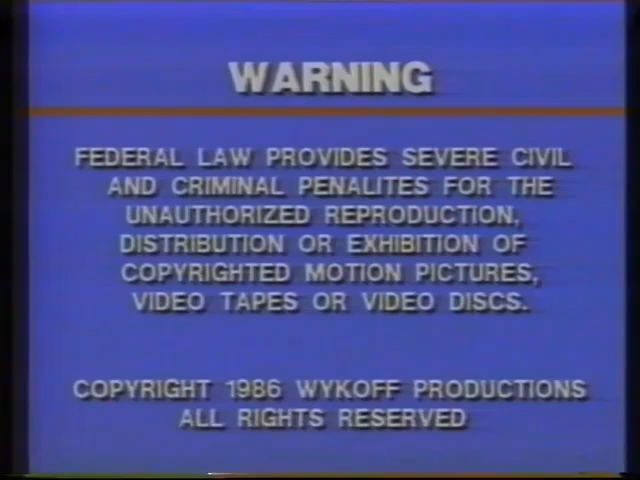 WARNING
FEDERAL LAW PROVIDES SEVERE CIVIL
AND CRIMINAL PENALITES FOR THE
UNAUTHORIZED REPRODUCTION,
DISTRIBUTION OR EXHIBITION OF
COPYRIGHTED MOTION PICTURES,
VIDEO TAPES OR VIDEO DISCS.
COPYRIGHT 1986 WYKOFF PRODUCTIONS
ALL RIGHTS RESERVED